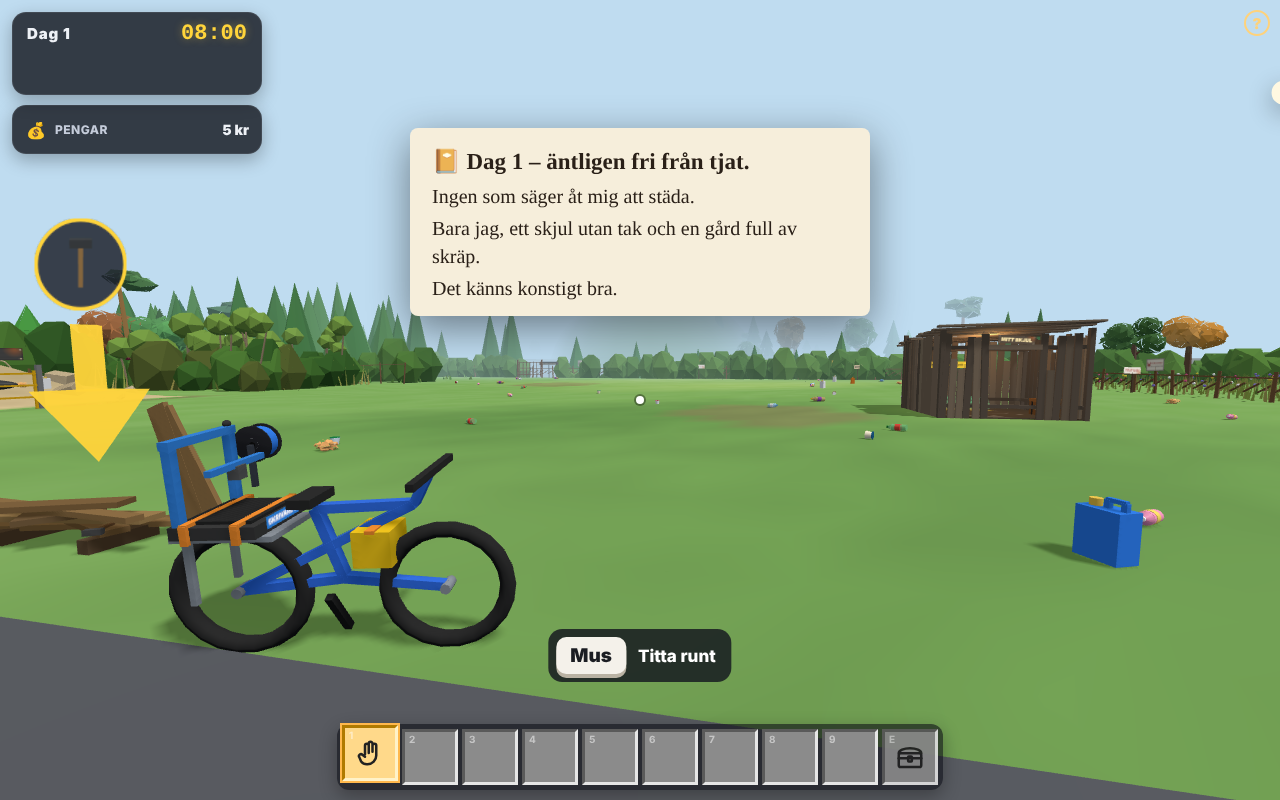 Dag 1
08:00
PENGAR
5 kr
?
Dag 1 – äntligen fri från tjat.
Ingen som säger åt mig att städa.
Bara jag, ett skjul utan tak och en gård full av
skräp.
Det känns konstigt bra.
MITT SKJUL
Mus
Titta runt
1
2
3
4
5
6
7
8
9
E